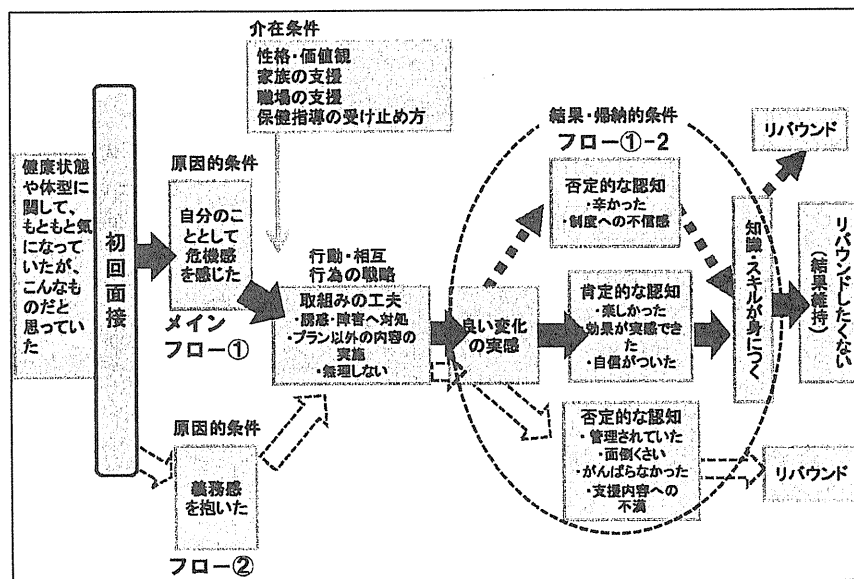 介在条件
性格・価値観
家族の支援
職場の支援
保健指導の受け止め方
健康状態
や体型に
関して、
もともと気
になって
いたが、
こんなも
のだと
思ってい
た
初回面接
原因的条件
自分のこ
ととして
危機感
を感じた
メイン
フロー①
原因的条件
義務感
を抱いた
フロー②
行動・相互
行為の戦略
取組みの工夫
・誘惑・障害へ対処
・プラン以外の内容の
実施
・無理しない
良い変化
の実感
結果・帰納的条件
フロー①-2
否定的な認知
・辛かった
・制度への不信感
肯定的な認知
・楽しかった
・効果が実感でき
た
・自信がついた
否定的な認知
・管理されていた
・面倒くさい
・がんばらなかった
・支援内容への
不満
知識・スキルが身につく
リバウンド
リバウンドしたくない
(結果維持)
リバウンド